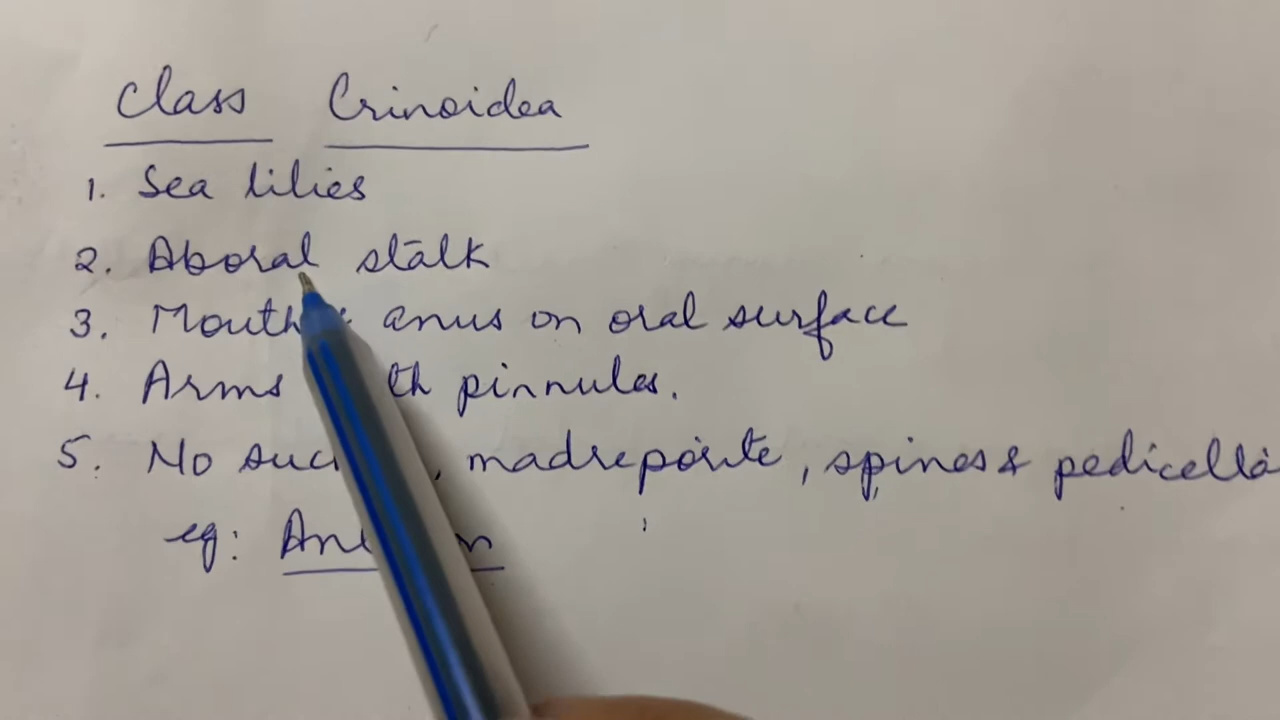 Class Crinoidea
1. Sea lilies
2. Aboral stalk
3. Mouth & anus on oral surface
4. Arms pinnules.
5. No , madreporite, spines & pedicella
eg: